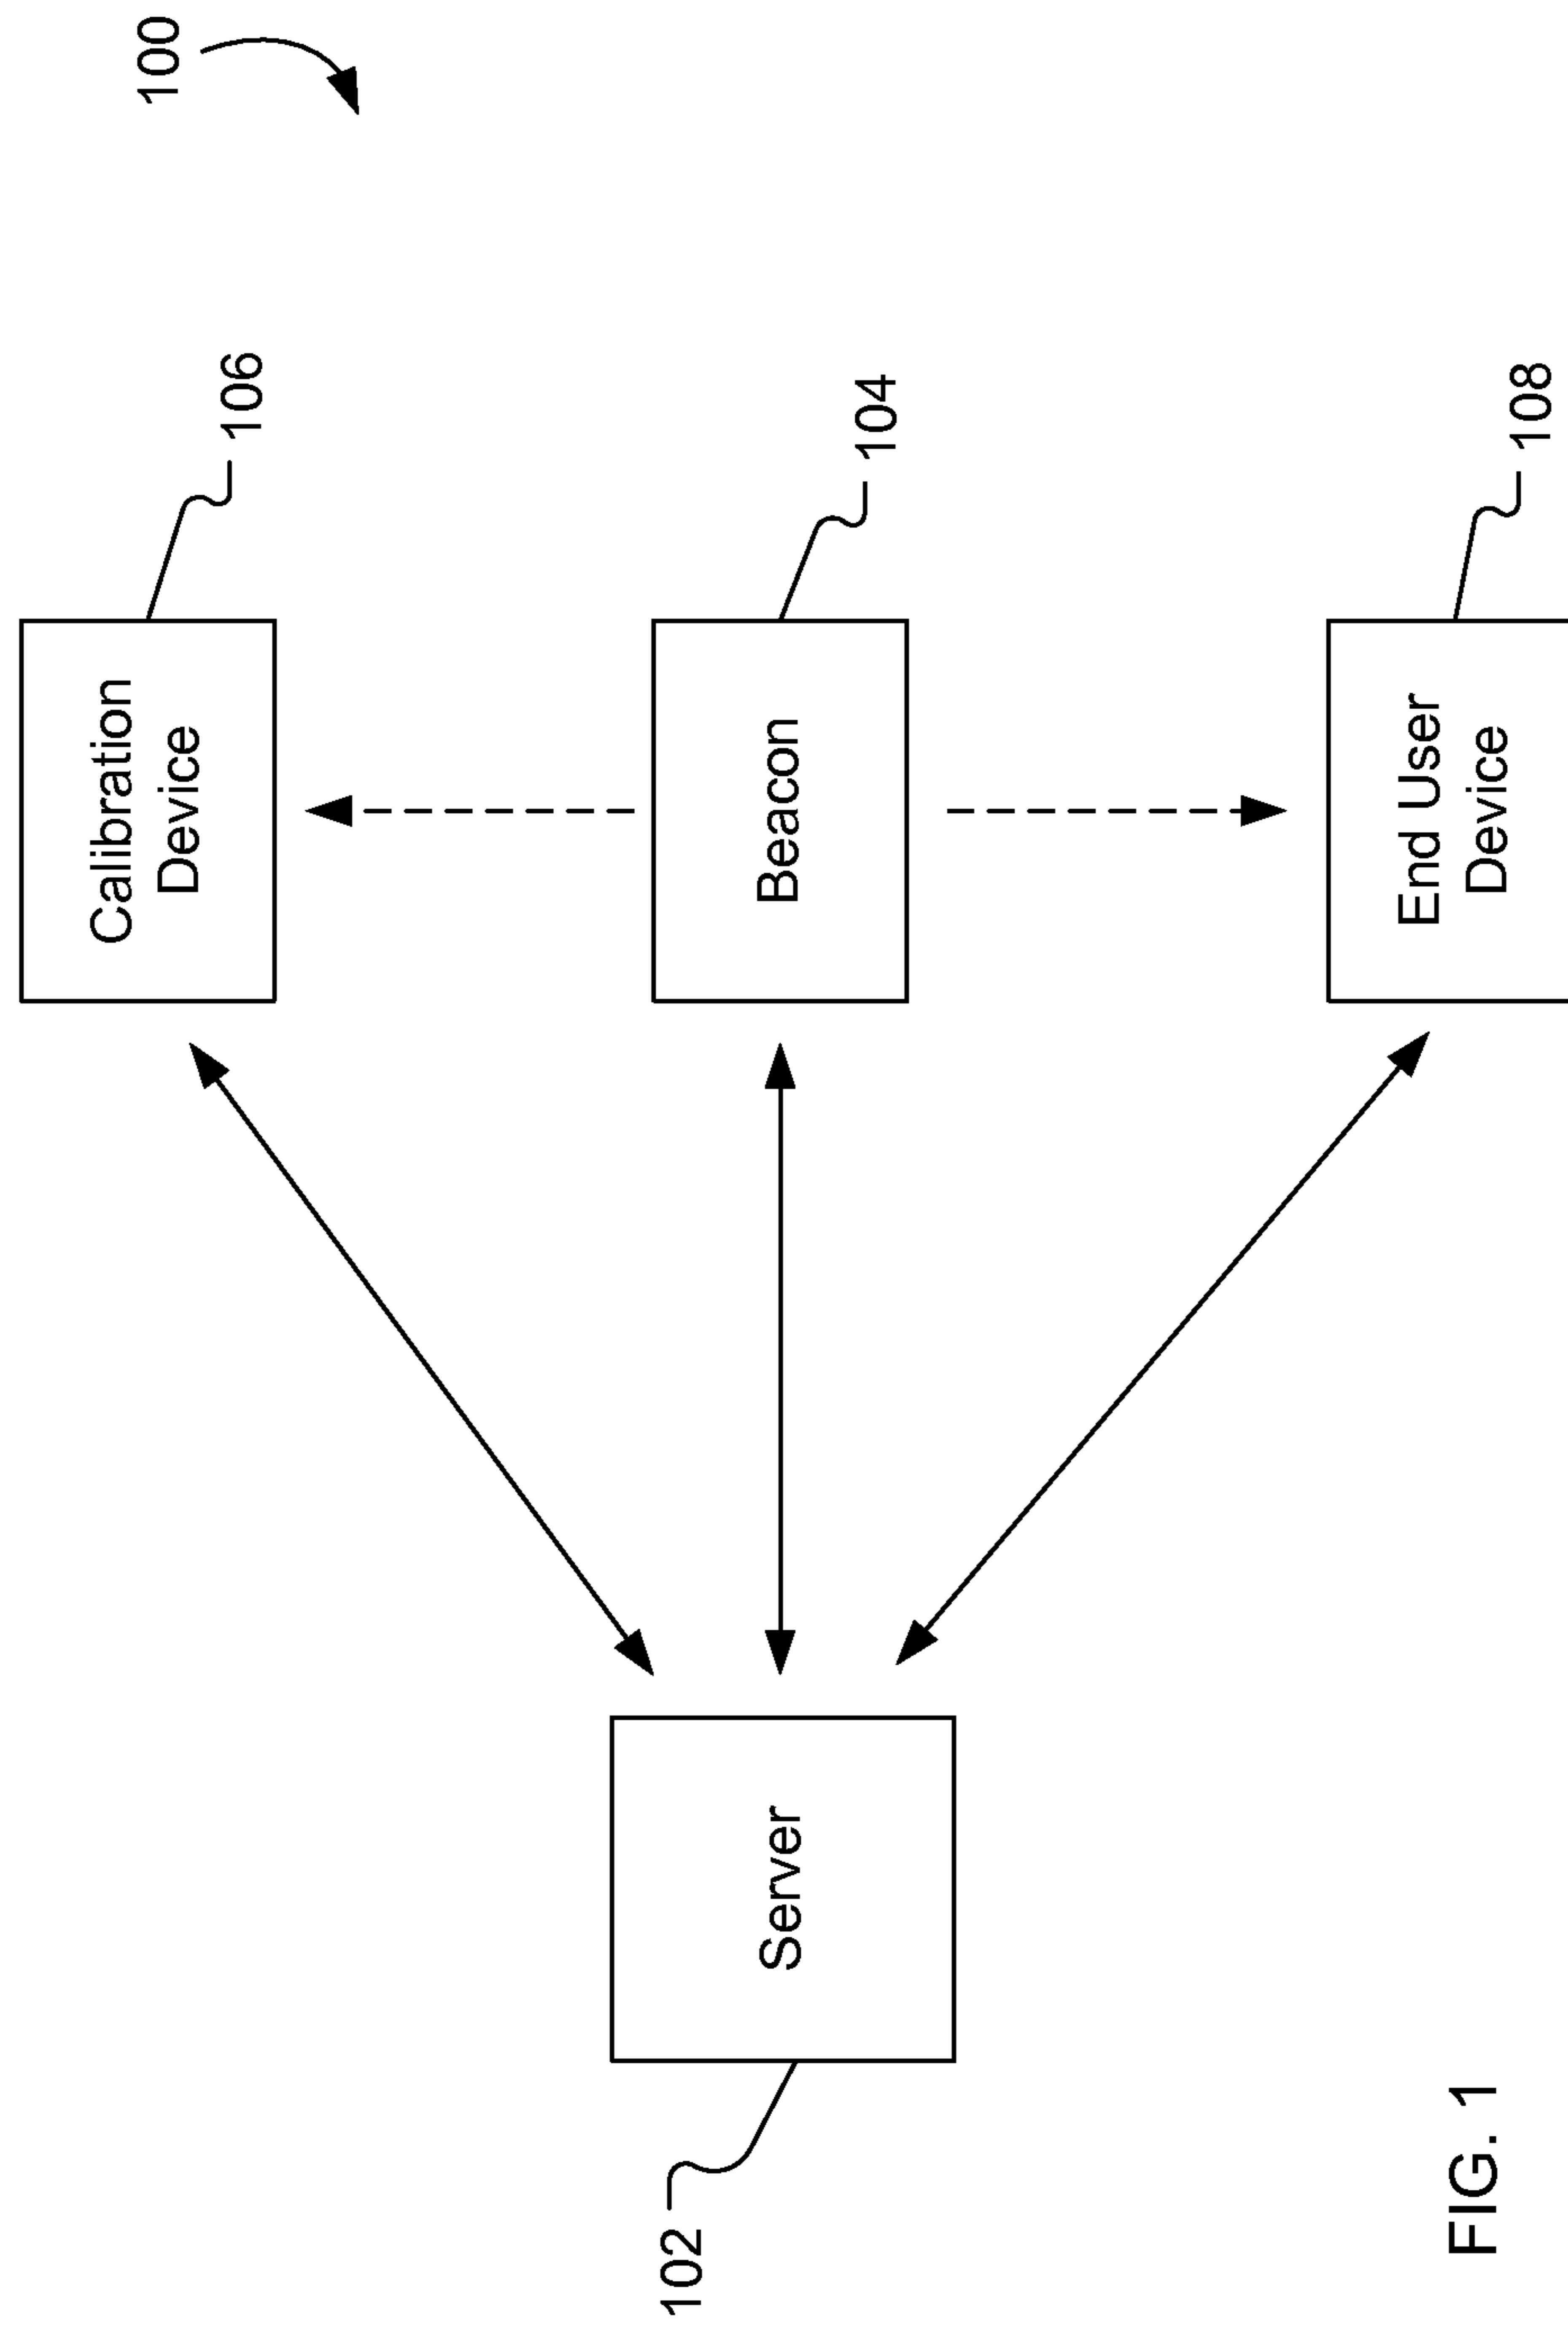 100
Calibration
Device
106
Server
102
Beacon
104
End User
Device
108
FIG. 1